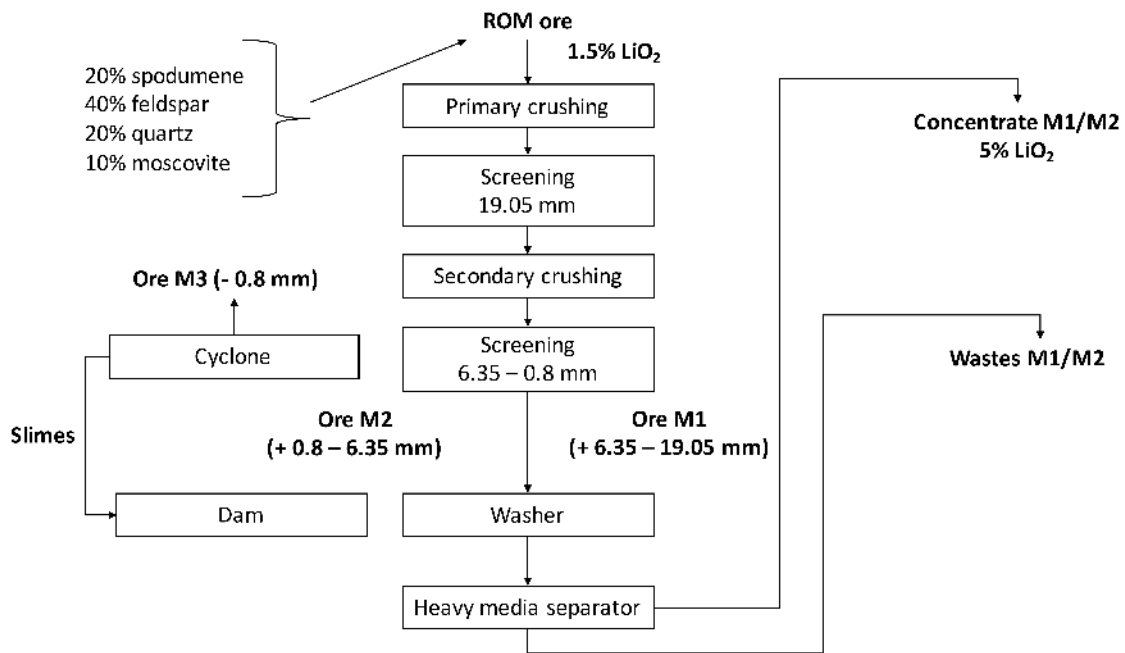 ROM ore
1.5% LiO₂
20% spodumene
40% feldspar
20% quartz
10% moscovite
Primary crushing
Concentrate M1/M2
5% LiO₂
Screening
19.05 mm
Secondary crushing
Ore M3 (- 0.8 mm)
Cyclone
Screening
6.35 – 0.8 mm
Wastes M1/M2
Slimes
Ore M2
(+ 0.8 – 6.35 mm)
Ore M1
(+ 6.35 – 19.05 mm)
Dam
Washer
Heavy media separator